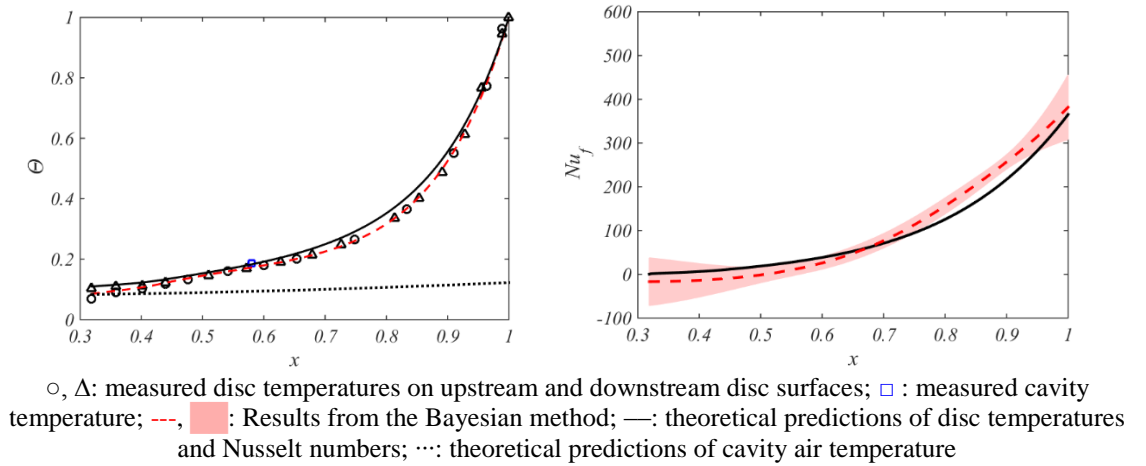 1
0.8
0.6
0.4
0.2
0
Θ
0.3 0.4 0.5 0.6 0.7 0.8 0.9 1
x
600
500
400
300
200
100
0
-100
Nu_f
0.3 0.4 0.5 0.6 0.7 0.8 0.9 1
x
○, Δ: measured disc temperatures on upstream and downstream disc surfaces; □ : measured cavity
temperature; ---, : Results from the Bayesian method; —: theoretical predictions of disc temperatures
and Nusselt numbers; ···: theoretical predictions of cavity air temperature